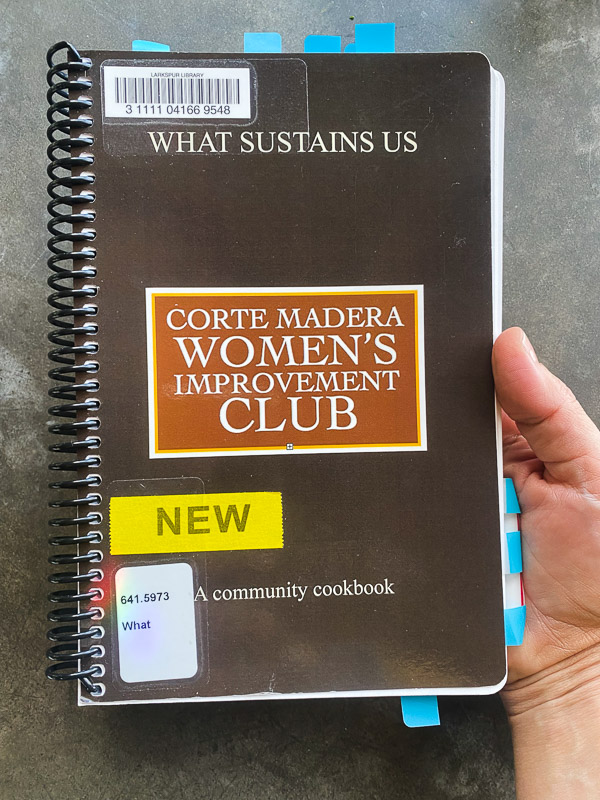 LARKSPUR LIBRARY
3 1111 04166 9548
WHAT SUSTAINS US
CORTE MADERA
WOMEN'S
IMPROVEMENT
CLUB
NEW
641.5973
What
A community cookbook